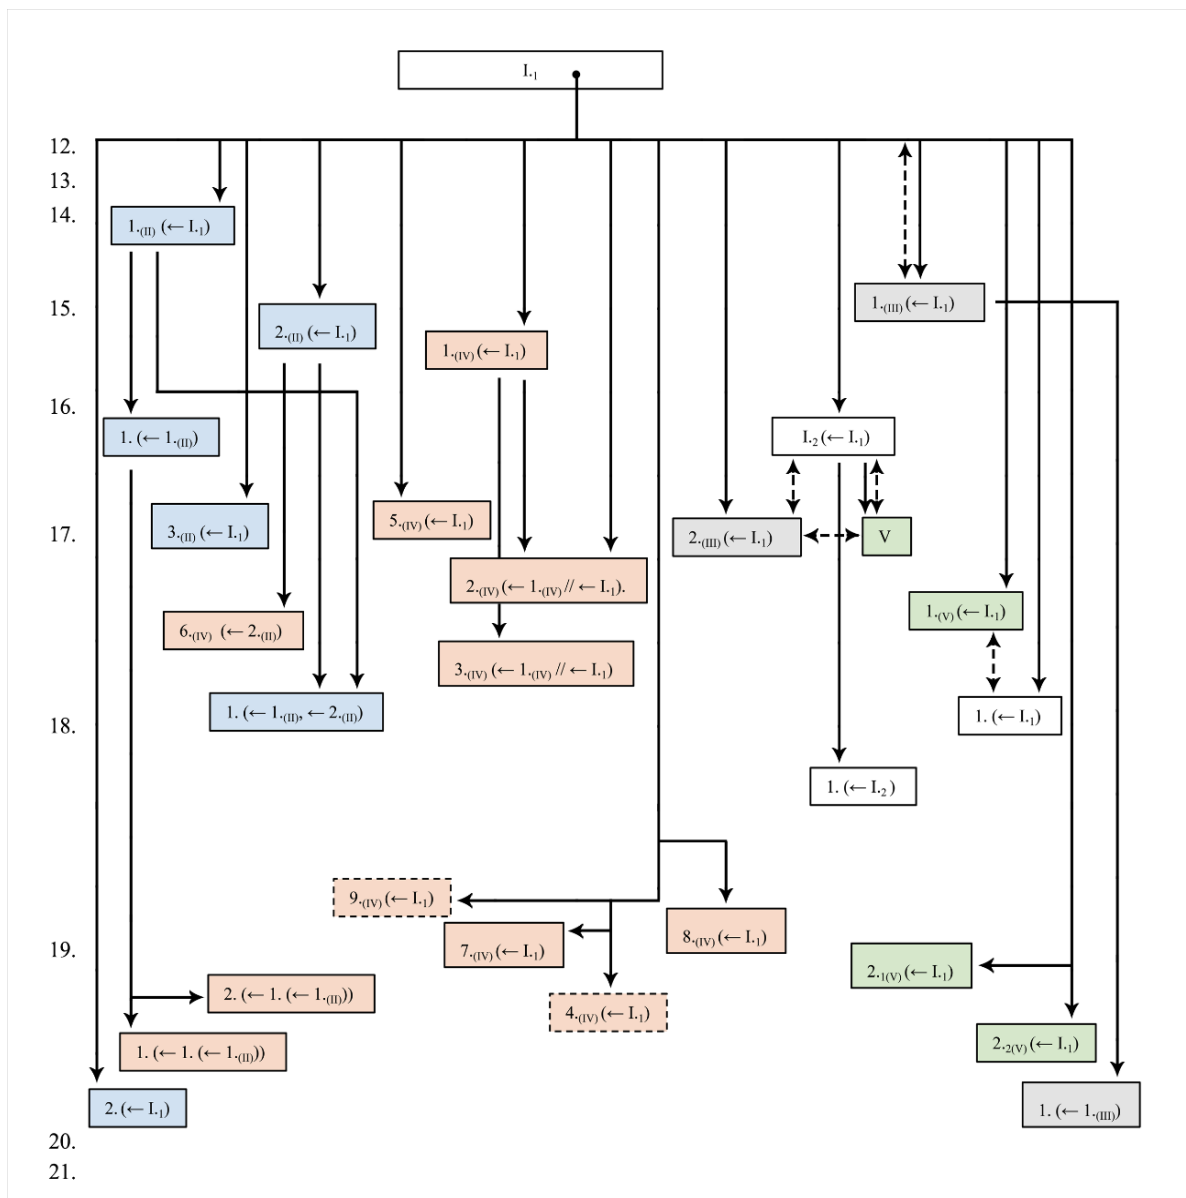 I.₁
12.
13.
14.
1.₍II₎ (← I.₁)
15.
1.₍III₎ (← I.₁)
2.₍II₎ (← I.₁)
1.₍IV₎ (← I.₁)
16.
1. (← 1.₍II₎)
I.₂ (← I.₁)
3.₍II₎ (← I.₁)
5.₍IV₎ (← I.₁)
17.
2.₍III₎ (← I.₁)
V
2.₍IV₎ (← 1.₍IV₎ // ← I.₁).
1.₍V₎ (← I.₁)
6.₍IV₎ (← 2.₍II₎)
3.₍IV₎ (← 1.₍IV₎ // ← I.₁)
1. (← 1.₍II₎, ← 2.₍II₎)
1. (← I.₁)
18.
1. (← I.₂ )
9.₍IV₎ (← I.₁)
8.₍IV₎ (← I.₁)
7.₍IV₎ (← I.₁)
19.
2.₁₍V₎ (← I.₁)
2. (← 1. (← 1.₍II₎))
4.₍IV₎ (← I.₁)
1. (← 1. (← 1.₍II₎))
2.₂₍V₎ (← I.₁)
2. (← I.₁)
1. (← 1.₍III₎)
20.
21.